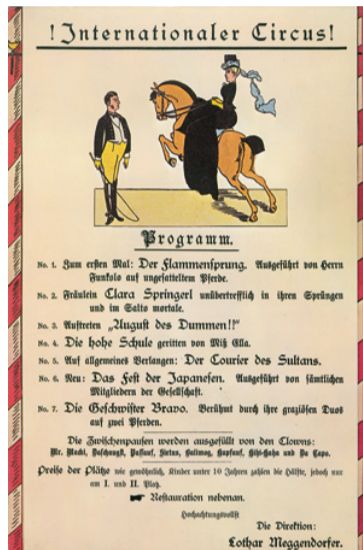 ! Internationaler Circus !
Programm.
No. 1. Zum ersten Mal: Der Flammensprung. Ausgeführt von Herrn
Funkolo auf ungesatteltem Pferde.
No. 2. Fräulein Clara Springerl unübertrefflich in ihren Sprüngen
und im Salto mortale.
No. 3. Auftreten „August des Dummen!!"
No. 4. Die hohe Schule geritten von Miß Ella.
No. 5. Auf allgemeines Verlangen: Der Courier des Sultans.
No. 6. Neu: Das Fest der Japanesen. Ausgeführt von sämtlichen
Mitgliedern der Gesellschaft.
No. 7. Die Geschwister Bravo. Berühmt durch ihre graziösen Duos
auf zwei Pferden.
Die Zwischenpausen werden ausgefüllt von den Clowns:
Mr. und Da Capo.
Preise der Plätze wie gewöhnlich, Kinder unter 10 Jahren zahlen die Hälfte, jedoch nur
am I. und II. Platz.
Restauration nebenan.
Hochachtungsvollst
Die Direktion:
Lothar Meggendorfer.